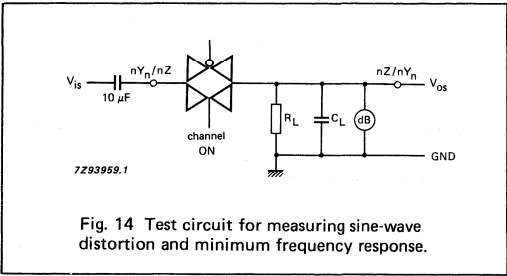 V_is
nY_n/nZ
10 µF
channel
ON
R_L
C_L
dB
nZ/nY_n
V_os
GND
7Z93959.1
Fig. 14 Test circuit for measuring sine-wave
distortion and minimum frequency response.